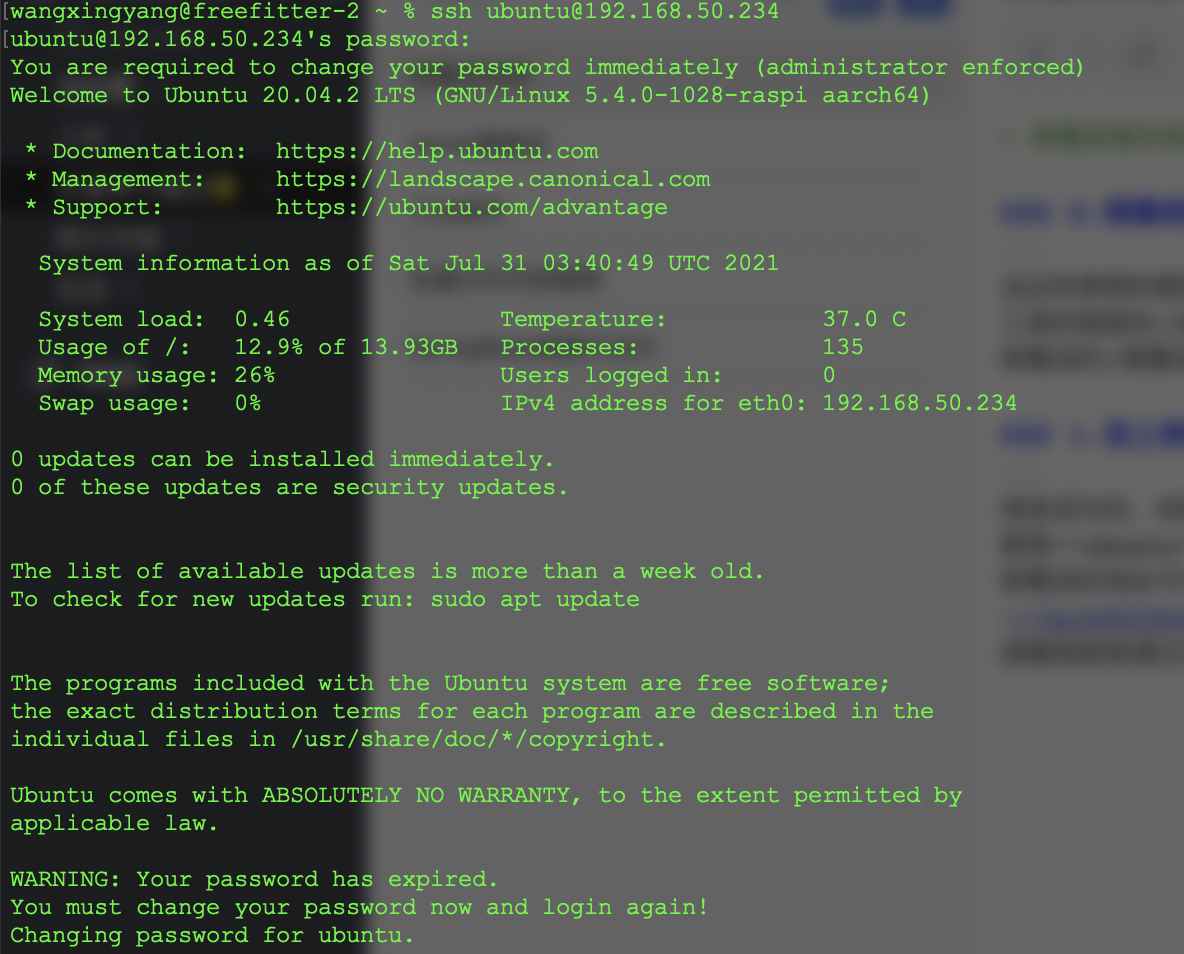 [wangxingyang@freefitter-2 ~ % ssh ubuntu@192.168.50.234
[ubuntu@192.168.50.234's password:
You are required to change your password immediately (administrator enforced)
Welcome to Ubuntu 20.04.2 LTS (GNU/Linux 5.4.0-1028-raspi aarch64)
* Documentation:  https://help.ubuntu.com
* Management:     https://landscape.canonical.com
* Support:        https://ubuntu.com/advantage
System information as of Sat Jul 31 03:40:49 UTC 2021
System load:  0.46               Temperature:           37.0 C
Usage of /:   12.9% of 13.93GB   Processes:             135
Memory usage: 26%                Users logged in:       0
Swap usage:   0%                 IPv4 address for eth0: 192.168.50.234
0 updates can be installed immediately.
0 of these updates are security updates.
The list of available updates is more than a week old.
To check for new updates run: sudo apt update
The programs included with the Ubuntu system are free software;
the exact distribution terms for each program are described in the
individual files in /usr/share/doc/*/copyright.
Ubuntu comes with ABSOLUTELY NO WARRANTY, to the extent permitted by
applicable law.
WARNING: Your password has expired.
You must change your password now and login again!
Changing password for ubuntu.